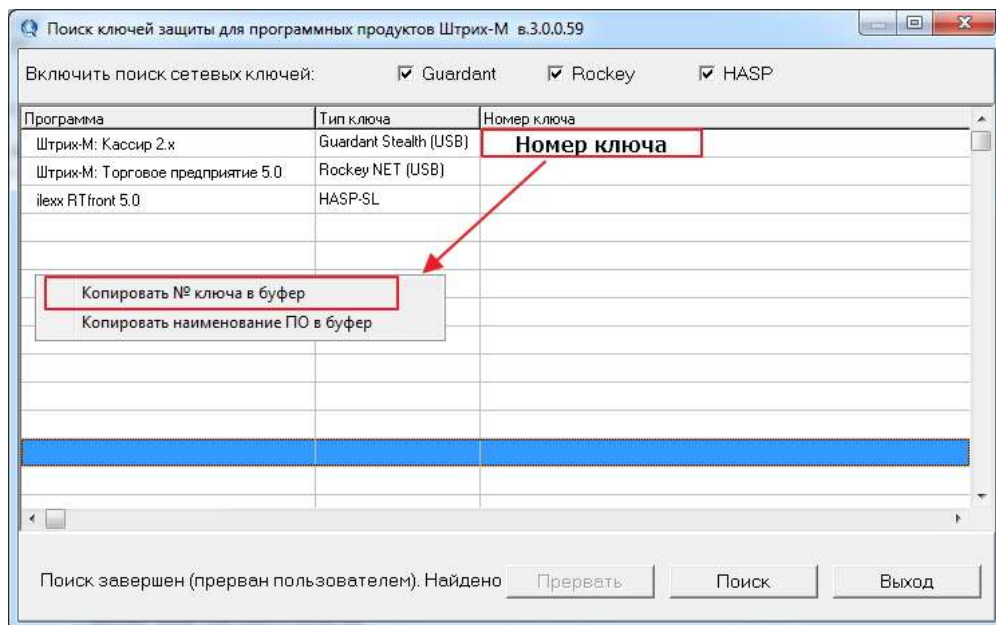 Поиск ключей защиты для программных продуктов Штрих-М в.3.0.0.59
Включить поиск сетевых ключей: Guardant Rockey HASP
Программа Тип ключа Номер ключа
Штрих-М: Кассир 2.x Guardant Stealth (USB) Номер ключа
Штрих-М: Торговое предприятие 5.0 Rockey NET (USB)
ilexx RTfront 5.0 HASP-SL
Копировать № ключа в буфер
Копировать наименование ПО в буфер
Поиск завершен (прерван пользователем). Найдено Прервать Поиск Выход